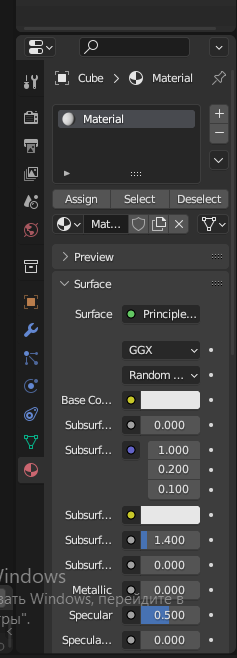 Cube > Material
Material
Assign Select Deselect
Mat...
Preview
Surface
Surface Principle...
GGX
Random ...
Base Co...
Subsurf... 0.000
Subsurf... 1.000
0.200
0.100
Subsurf...
Subsurf... 1.400
Subsurf... 0.000
Windows
Metallic 0.000
вать Windows, перейдите в
Specular 0.500
тры".
Specula... 0.000